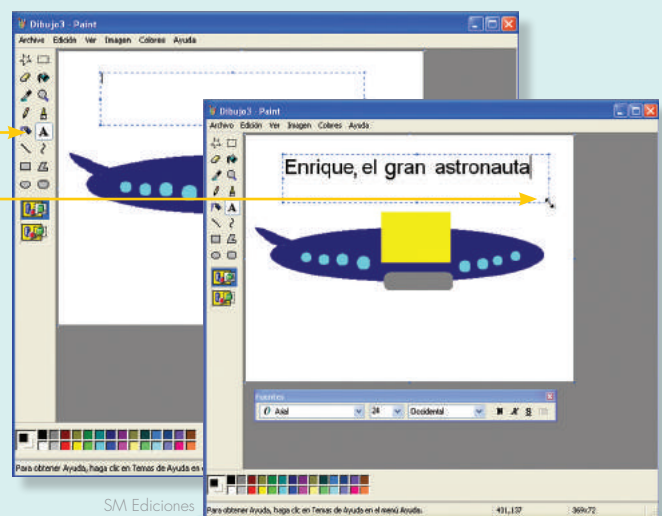 Dibujo3 - Paint
Archivo Edición Ver Imagen Colores Ayuda
A
Para obtener Ayuda, haga clic en Temas de Ayuda en
Dibujo3 - Paint
Archivo Edición Ver Imagen Colores Ayuda
A
Enrique, el gran astronauta
Fuentes
Arial 24 Occidental N K S
Para obtener Ayuda, haga clic en Temas de Ayuda en el menú Ayuda. 431,137 369x72
SM Ediciones